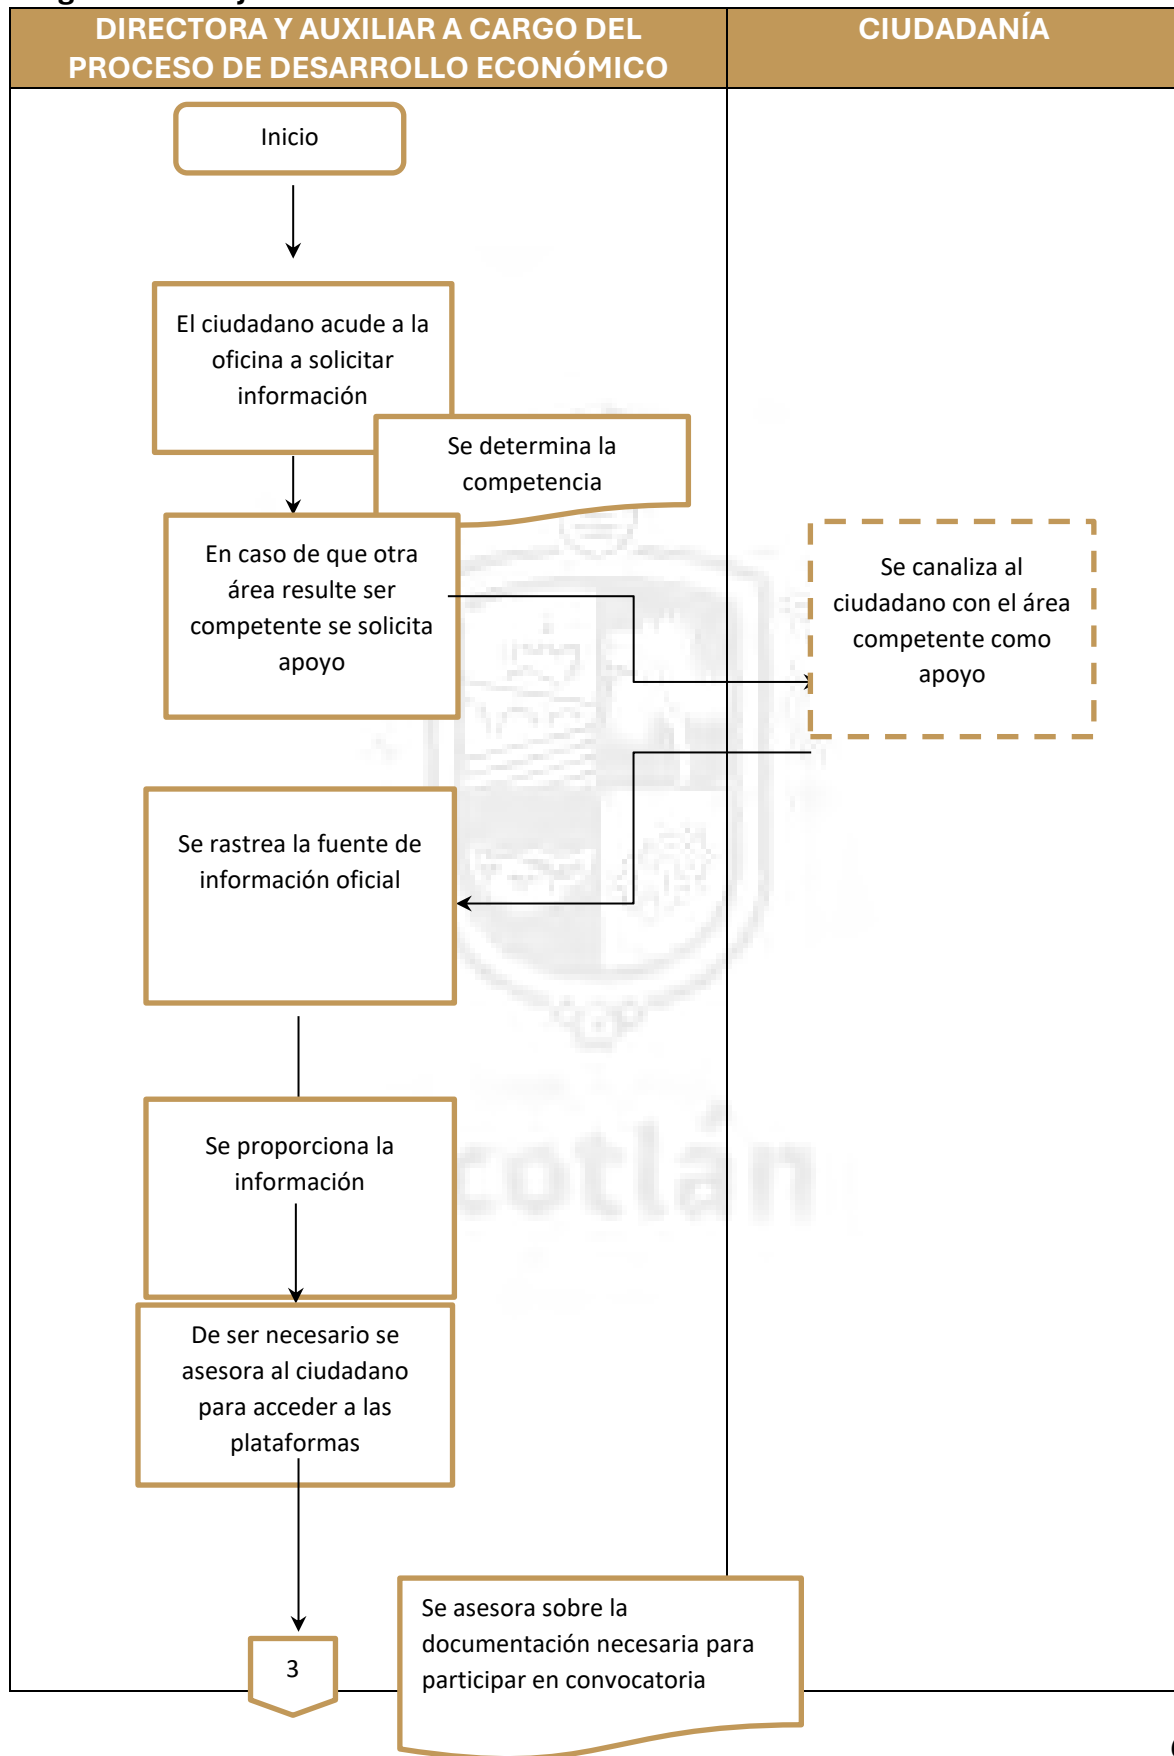 DIRECTORA Y AUXILIAR A CARGO DEL
PROCESO DE DESARROLLO ECONÓMICO
CIUDADANÍA
Inicio
El ciudadano acude a la
oficina a solicitar
información
Se determina la
competencia
En caso de que otra
área resulte ser
competente se solicita
apoyo
Se canaliza al
ciudadano con el área
competente como
apoyo
Se rastrea la fuente de
información oficial
Se proporciona la
información
cotlán
De ser necesario se
asesora al ciudadano
para acceder a las
plataformas
Se asesora sobre la
documentación necesaria para
participar en convocatoria
3